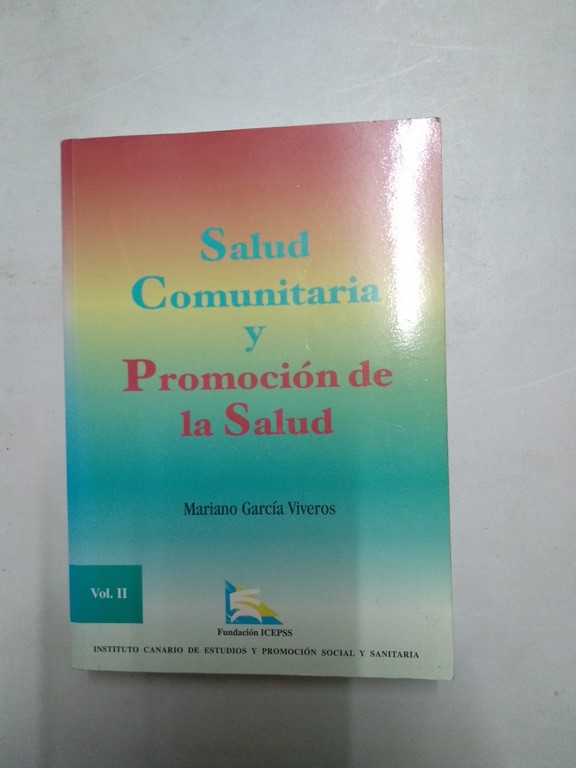 Salud
Comunitaria
y
Promoción de
la Salud
Mariano García Viveros
Vol. II
Fundación ICEPSS
INSTITUTO CANARIO DE ESTUDIOS Y PROMOCIÓN SOCIAL Y SANITARIA